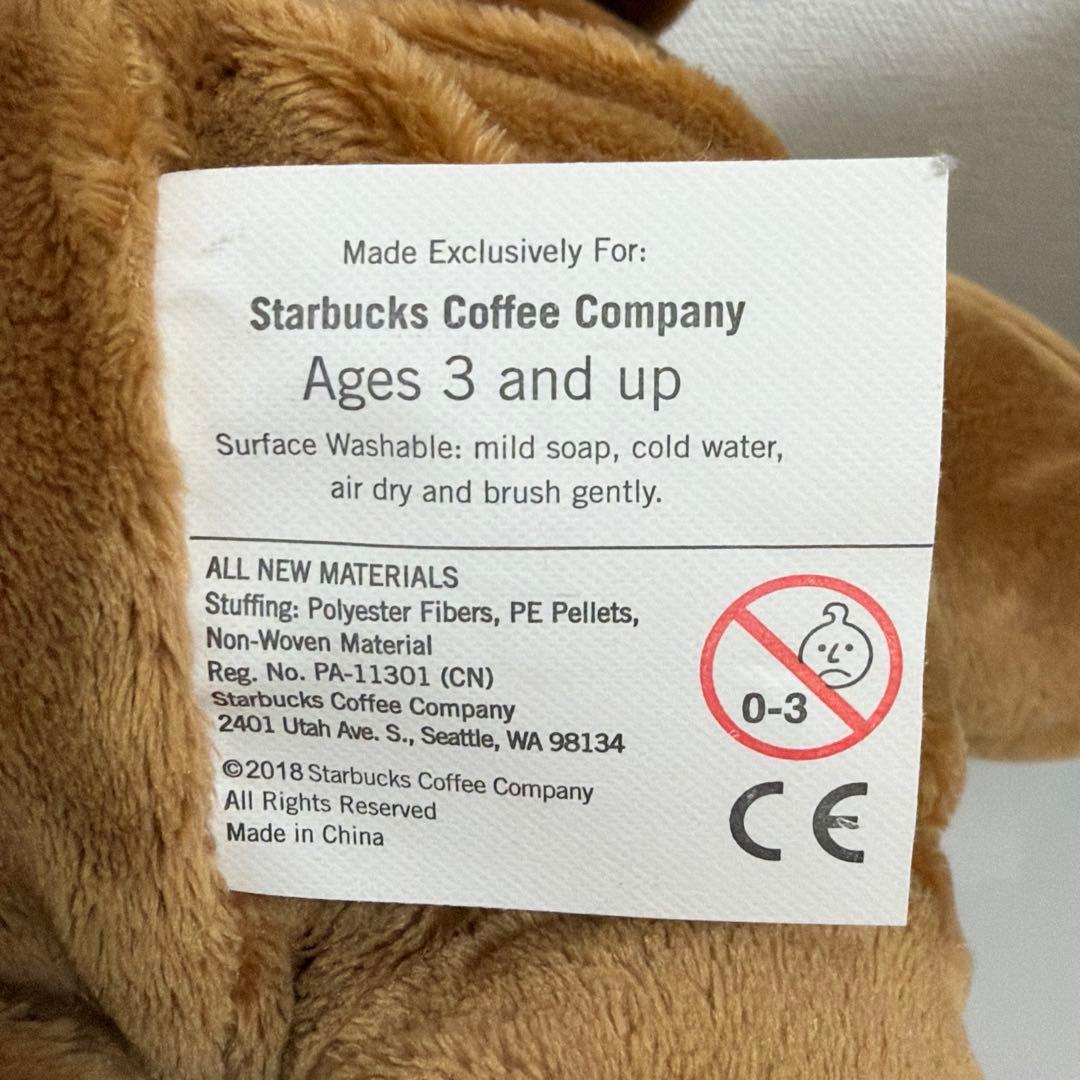 Made Exclusively For:
Starbucks Coffee Company
Ages 3 and up
Surface Washable: mild soap, cold water,
air dry and brush gently.
ALL NEW MATERIALS
Stuffing: Polyester Fibers, PE Pellets,
Non-Woven Material
Reg. No. PA-11301 (CN)
Starbucks Coffee Company
2401 Utah Ave. S., Seattle, WA 98134
©2018 Starbucks Coffee Company
All Rights Reserved
Made in China
0-3
CE